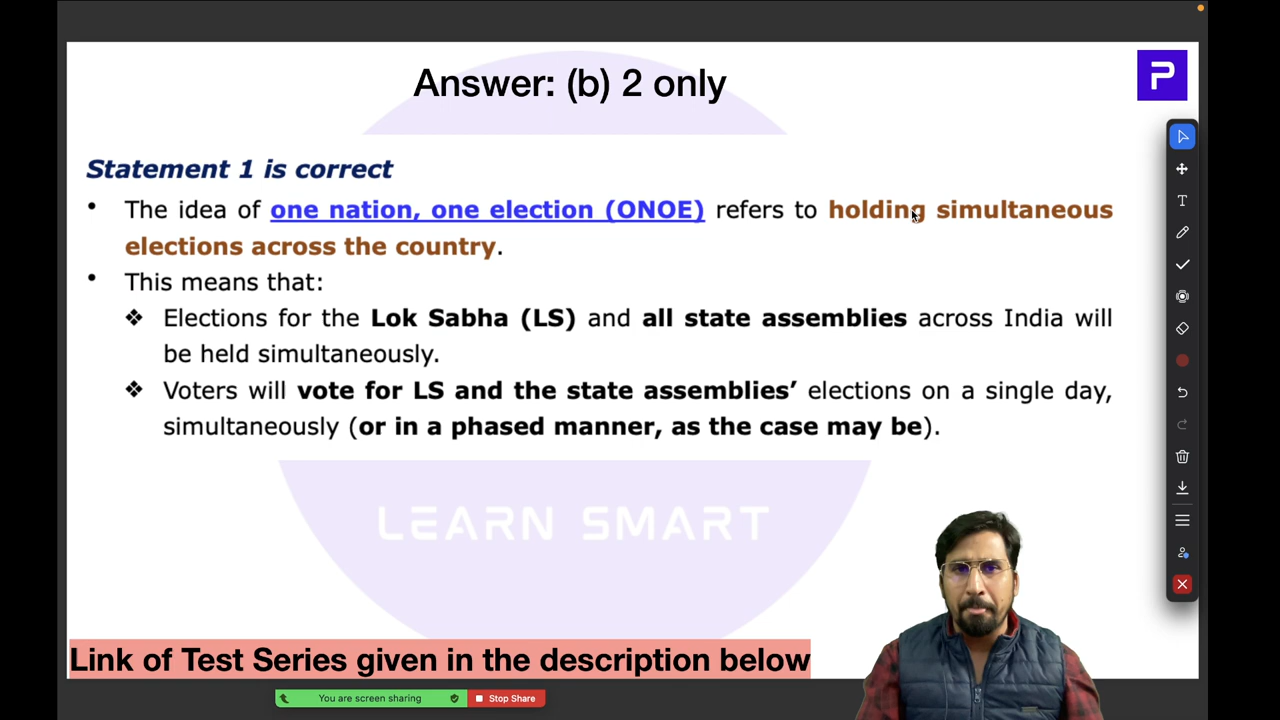 Answer: (b) 2 only
P
Statement 1 is correct
• The idea of one nation, one election (ONOE) refers to holding simultaneous
elections across the country.
• This means that:
❖ Elections for the Lok Sabha (LS) and all state assemblies across India will
be held simultaneously.
❖ Voters will vote for LS and the state assemblies’ elections on a single day,
simultaneously (or in a phased manner, as the case may be).
T
LEARN SMART
Link of Test Series given in the description below
You are screen sharing
Stop Share